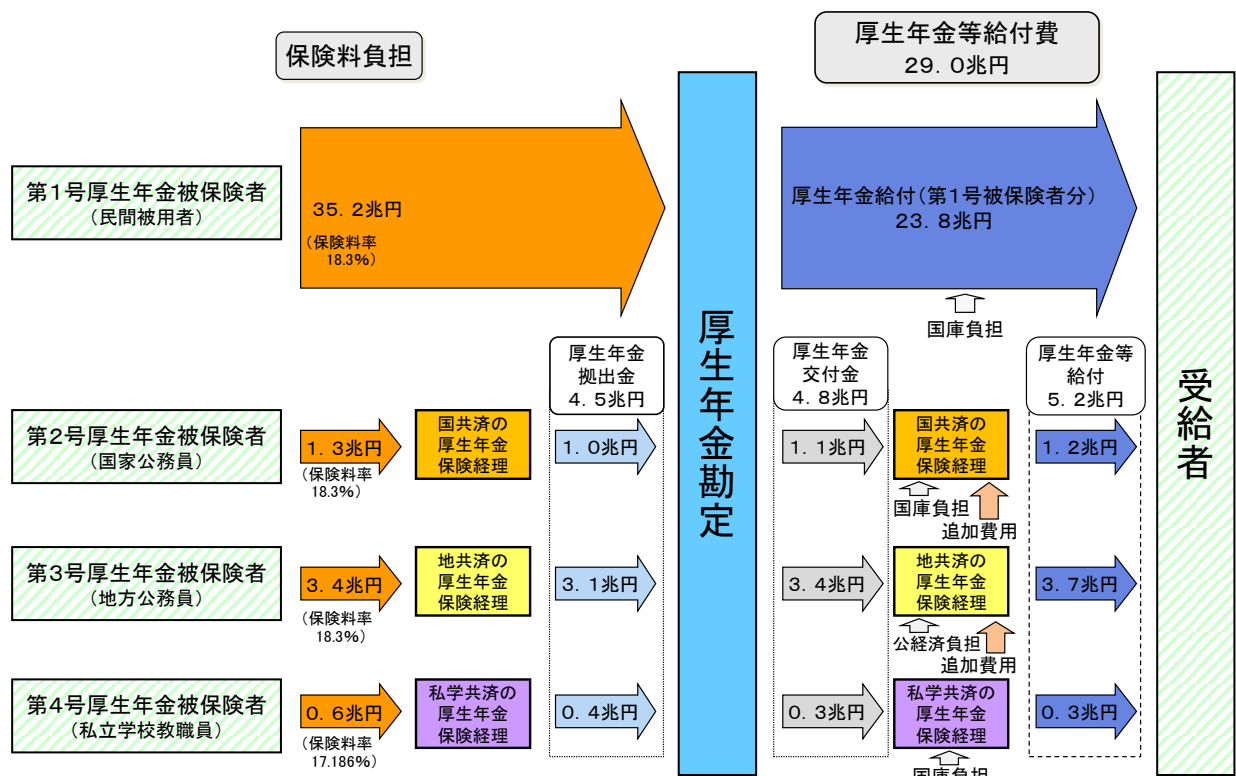 保険料負担
厚生年金等給付費
29.0兆円
第1号厚生年金被保険者
(民間被用者)
35.2兆円
(保険料率
18.3%)
厚生年金勘定
厚生年金給付(第1号被保険者分)
23.8兆円
国庫負担
受給者
厚生年金
拠出金
4.5兆円
厚生年金
交付金
4.8兆円
厚生年金等
給付
5.2兆円
第2号厚生年金被保険者
(国家公務員)
1.3兆円
(保険料率
18.3%)
国共済の
厚生年金
保険経理
1.0兆円
1.1兆円
国共済の
厚生年金
保険経理
1.2兆円
国庫負担
追加費用
第3号厚生年金被保険者
(地方公務員)
3.4兆円
(保険料率
18.3%)
地共済の
厚生年金
保険経理
3.1兆円
3.4兆円
地共済の
厚生年金
保険経理
3.7兆円
公経済負担
追加費用
第4号厚生年金被保険者
(私立学校教職員)
0.6兆円
(保険料率
17.186%)
私学共済の
厚生年金
保険経理
0.4兆円
0.3兆円
私学共済の
厚生年金
保険経理
0.3兆円
国庫負担